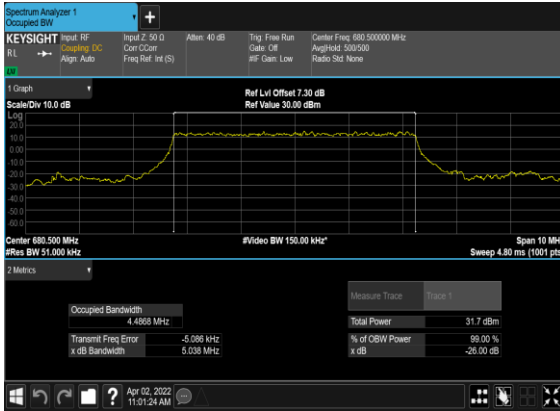 Spectrum Analyzer 1
Occupied BW
+
KEYSIGHT Input: RF Input Z: 50 Ω Atten: 40 dB Trig: Free Run Center Freq: 680.500000 MHz
RL Coupling: DC Corr CCorr Gate: Off Avg|Hold: 500/500
Align: Auto Freq Ref: Int (S) #IF Gain: Low Radio Std: None
1 Graph
Ref Lvl Offset 7.30 dB
Scale/Div 10.0 dB Ref Value 30.00 dBm
Log
20.0
10.0
0.00
-10.0
-20.0
-30.0
-40.0
-50.0
-60.0
Center 680.500 MHz #Video BW 150.00 kHz* Span 10 MH
#Res BW 51.000 kHz Sweep 4.80 ms (1001 pts
2 Metrics
Measure Trace Trace 1
Occupied Bandwidth
4.4868 MHz Total Power 31.7 dBm
Transmit Freq Error -5.086 kHz % of OBW Power 99.00 %
x dB Bandwidth 5.038 MHz x dB -26.00 dB
? Apr 02, 2022
11:01:24 AM